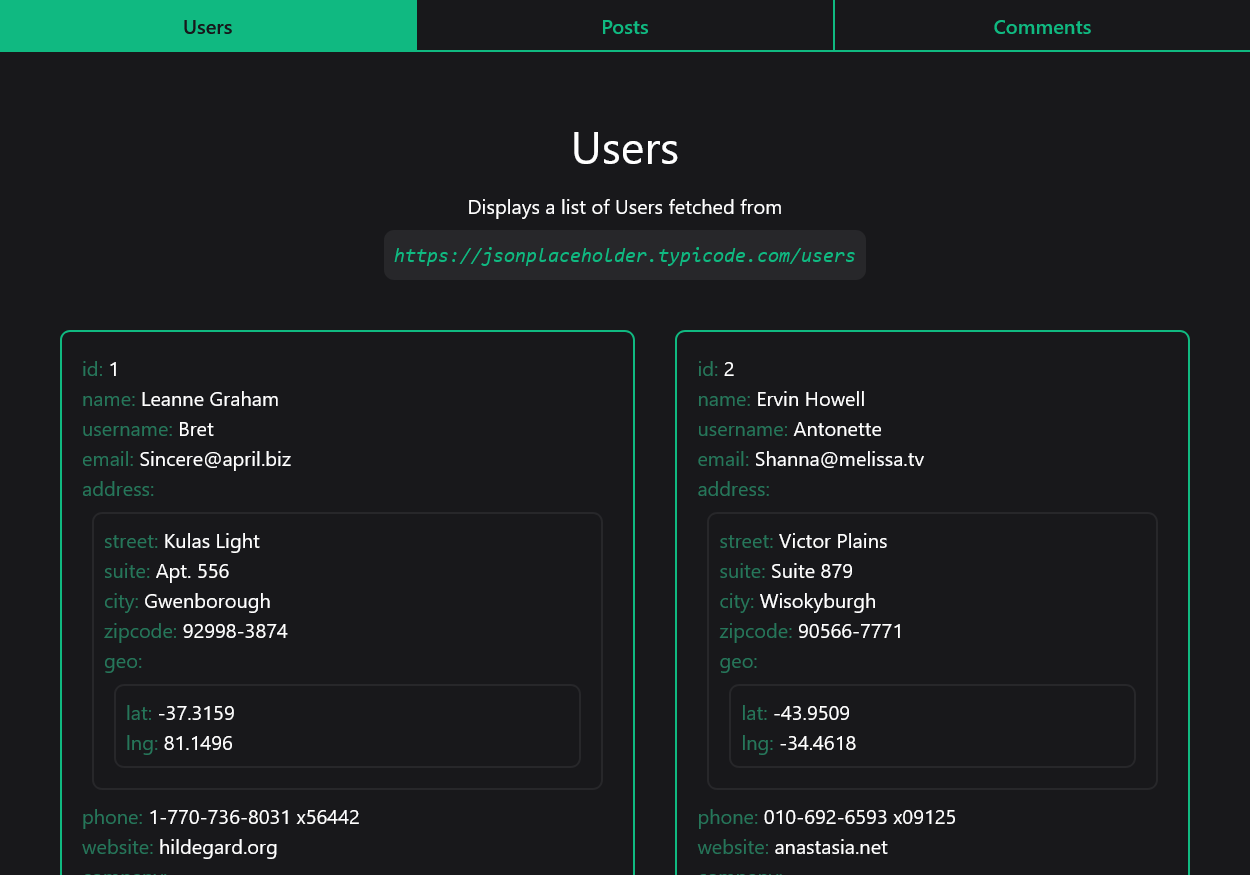 Users Posts Comments
Users
Displays a list of Users fetched from
https://jsonplaceholder.typicode.com/users
id: 1
name: Leanne Graham
username: Bret
email: Sincere@april.biz
address:
street: Kulas Light
suite: Apt. 556
city: Gwenborough
zipcode: 92998-3874
geo:
lat: -37.3159
lng: 81.1496
phone: 1-770-736-8031 x56442
website: hildegard.org
id: 2
name: Ervin Howell
username: Antonette
email: Shanna@melissa.tv
address:
street: Victor Plains
suite: Suite 879
city: Wisokyburgh
zipcode: 90566-7771
geo:
lat: -43.9509
lng: -34.4618
phone: 010-692-6593 x09125
website: anastasia.net